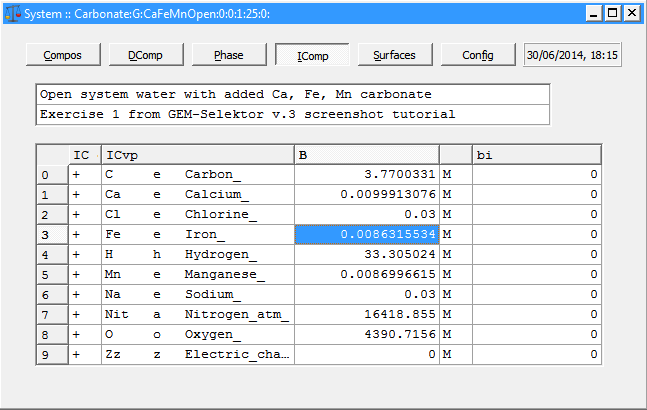 System :: Carbonate:G:CaFeMnOpen:0:0:1:25:0:
Compos DComp Phase IComp Surfaces Config 30/06/2014, 18:15
Open system water with added Ca, Fe, Mn carbonate
Exercise 1 from GEM-Selektor v.3 screenshot tutorial
IC ICvp B bi
0 + C e Carbon_ 3.7700331 M 0
1 + Ca e Calcium_ 0.0099913076 M 0
2 + Cl e Chlorine_ 0.03 M 0
3 + Fe e Iron_ 0.0086315534 M 0
4 + H h Hydrogen_ 33.305024 M 0
5 + Mn e Manganese_ 0.0086996615 M 0
6 + Na e Sodium_ 0.03 M 0
7 + Nit a Nitrogen_atm_ 16418.855 M 0
8 + O o Oxygen_ 4390.7156 M 0
9 + Zz z Electric_cha... 0 M 0